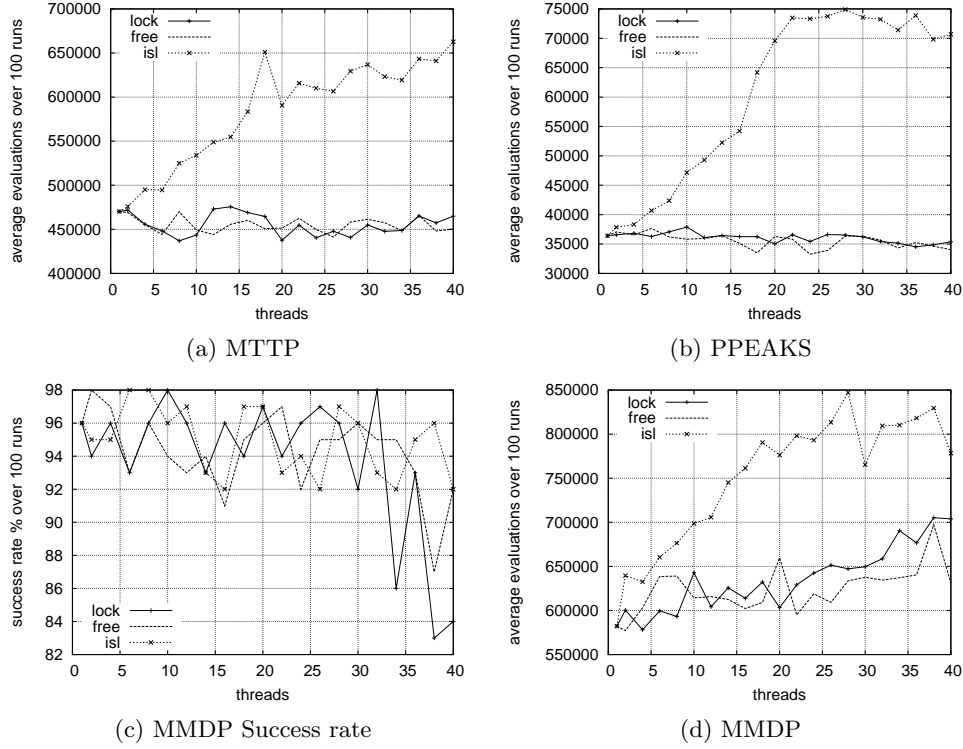 average evaluations over 100 runs
700000
650000
600000
550000
500000
450000
400000
lock
free
isl
0 5 10 15 20 25 30 35 40
threads
(a) MTTP
average evaluations over 100 runs
75000
70000
65000
60000
55000
50000
45000
40000
35000
30000
lock
free
isl
0 5 10 15 20 25 30 35 40
threads
(b) PPEAKS
success rate % over 100 runs
98
96
94
92
91
88
86
84
82
lock
free
isl
0 5 10 15 20 25 30 35 40
threads
(c) MMDP Success rate
average evaluations over 100 runs
850000
800000
750000
700000
650000
600000
550000
lock
free
isl
0 5 10 15 20 25 30 35 40
threads
(d) MMDP